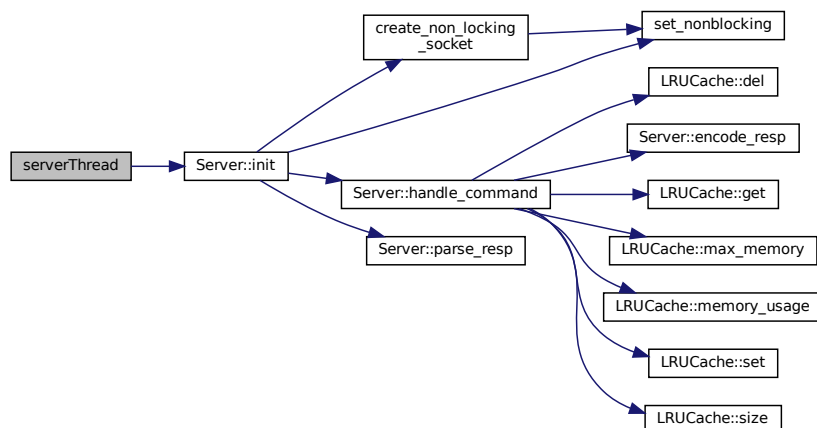 serverThread
Server::init
create_non_locking
_socket
set_nonblocking
Server::handle_command
Server::parse_resp
LRUCache::del
Server::encode_resp
LRUCache::get
LRUCache::max_memory
LRUCache::memory_usage
LRUCache::set
LRUCache::size